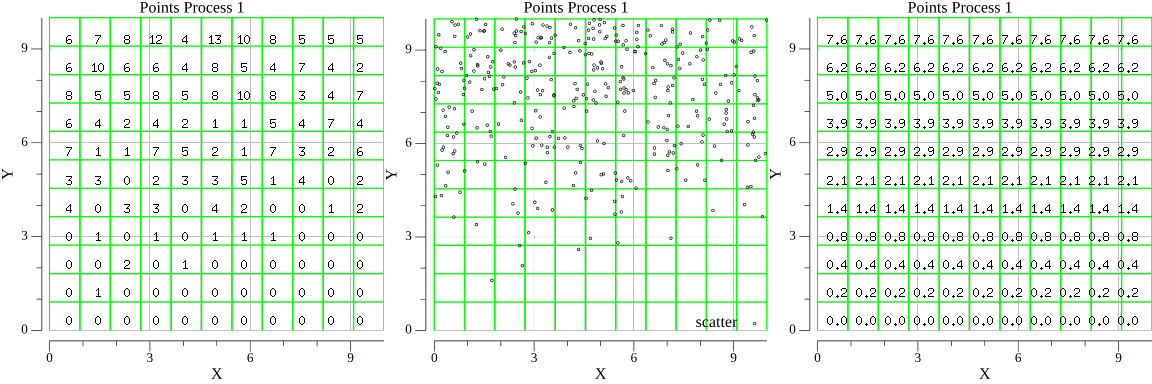 Points Process 1
9
6
3
0
Y
6 7 8 12 4 13 10 8 5 5 5
6 10 6 6 4 8 5 4 7 4 2
8 5 5 8 5 8 10 8 3 4 7
6 4 2 4 2 1 1 5 4 7 4
7 1 1 7 5 2 1 7 3 2 6
3 3 0 2 3 3 5 1 4 0 2
4 0 3 3 0 4 2 0 0 1 2
0 1 0 1 0 1 1 1 0 0 0
0 0 2 0 1 0 0 0 0 0 0
0 1 0 0 0 0 0 0 0 0 0
0 0 0 0 0 0 0 0 0 0 0
0 3 6 9
X
Points Process 1
9
6
3
0
Y
scatter
0 3 6 9
X
Points Process 1
9
6
3
0
Y
7.6 7.6 7.6 7.6 7.6 7.6 7.6 7.6 7.6 7.6 7.6
6.2 6.2 6.2 6.2 6.2 6.2 6.2 6.2 6.2 6.2 6.2
5.0 5.0 5.0 5.0 5.0 5.0 5.0 5.0 5.0 5.0 5.0
3.9 3.9 3.9 3.9 3.9 3.9 3.9 3.9 3.9 3.9 3.9
2.9 2.9 2.9 2.9 2.9 2.9 2.9 2.9 2.9 2.9 2.9
2.1 2.1 2.1 2.1 2.1 2.1 2.1 2.1 2.1 2.1 2.1
1.4 1.4 1.4 1.4 1.4 1.4 1.4 1.4 1.4 1.4 1.4
0.8 0.8 0.8 0.8 0.8 0.8 0.8 0.8 0.8 0.8 0.8
0.4 0.4 0.4 0.4 0.4 0.4 0.4 0.4 0.4 0.4 0.4
0.2 0.2 0.2 0.2 0.2 0.2 0.2 0.2 0.2 0.2 0.2
0.0 0.0 0.0 0.0 0.0 0.0 0.0 0.0 0.0 0.0 0.0
0 3 6 9
X